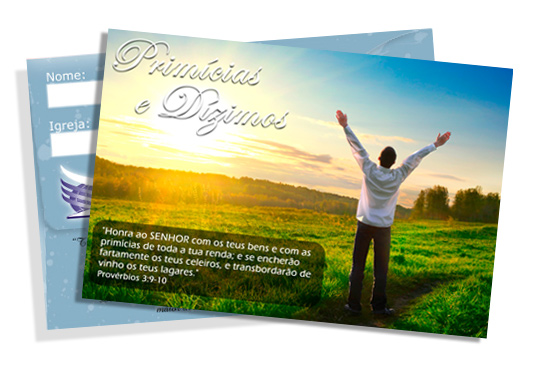 Nome:
Igreja:
Primícias
e Dízimos
"Honra ao SENHOR com os teus bens e com as
primícias de toda a tua renda; e se encherão
fartamente os teus celeiros, e transbordarão de
vinho os teus lagares."
Provérbios 3:9-10